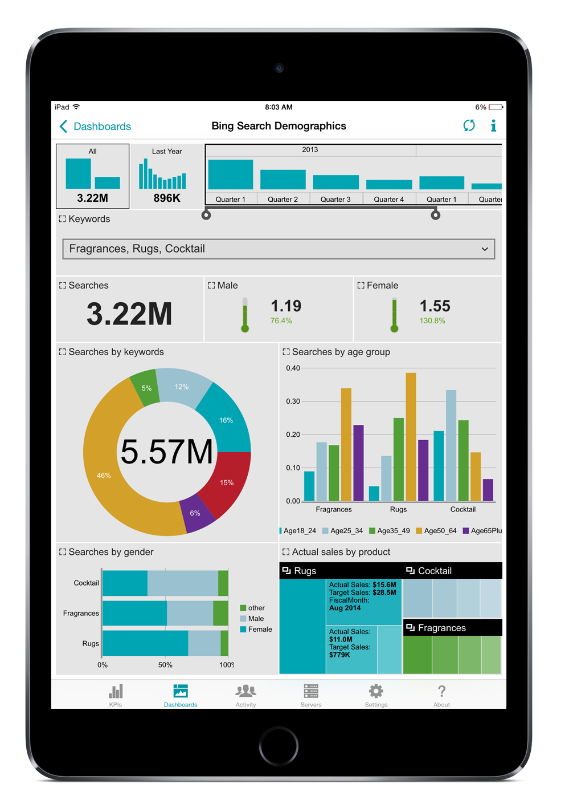 iPad 8:03 AM 6%
Dashboards Bing Search Demographics i
All Last Year 2013
3.22M 896K Quarter 1 Quarter 2 Quarter 3 Quarter 4 Quarter 1 Quarter
Keywords
Fragrances, Rugs, Cocktail
Searches Male Female
3.22M 1.19 1.55
76.4% 130.8%
Searches by keywords
5% 12% 16% 15% 6% 46%
5.57M
Searches by age group
0.40
0.30
0.20
0.10
0.00
Fragrances Rugs Cocktail
Age18_24 Age25_34 Age35_49 Age50_64 Age65Plu
Searches by gender
Cocktail
Fragrances
Rugs
0% 50% 100%
other
Male
Female
Actual sales by product
Rugs Cocktail
Actual Sales: $15.6M
Target Sales: $28.5M
FiscalMonth:
Aug 2014
Actual Sales:
$11.0M
Target Sales:
$779K
Fragrances
KPIs Dashboards Activity Servers Settings About